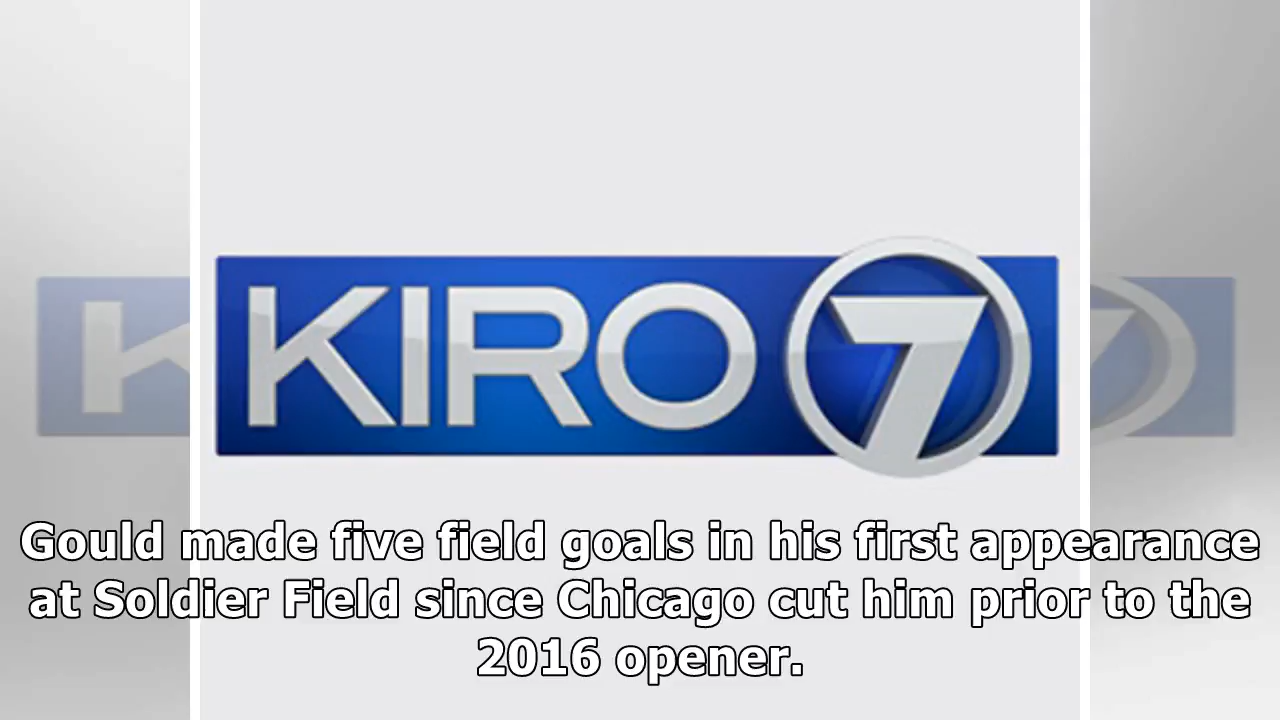 KIRO 7
Gould made five field goals in his first appearance
at Soldier Field since Chicago cut him prior to the
2016 opener.